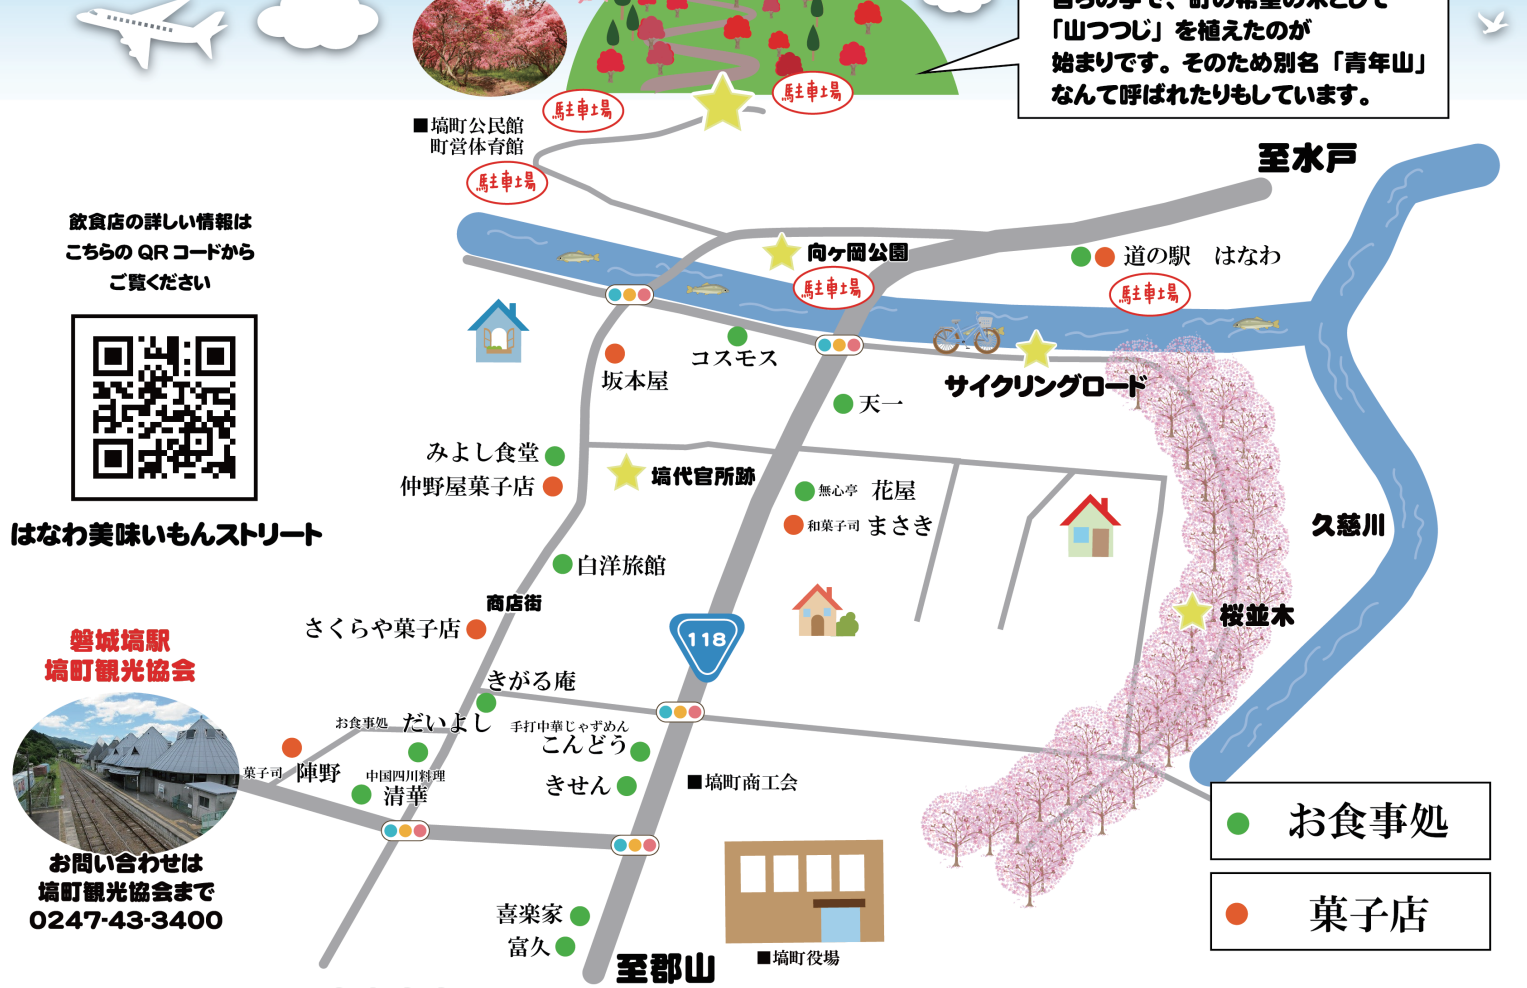 「山つつじ」を植えたのが
始まりです。そのため別名「青年山」
なんて呼ばれたりもしています。
駐車場
駐車場
■塙町公民館
町営体育館
駐車場
至水戸
飲食店の詳しい情報は
こちらの QR コードから
ご覧ください
向ヶ岡公園
駐車場
道の駅 はなわ
駐車場
コスモス
坂本屋
サイクリングロード
天一
みよし食堂
仲野屋菓子店
塙代官所跡
無心亭 花屋
和菓子司 まさき
久慈川
はなわ美味いもんストリート
白洋旅館
商店街
さくらや菓子店
桜並木
118
磐城塙駅
塙町観光協会
きがる庵
お食事処 だいよし
手打中華じゃずめん
こんどう
菓子司 陣野
中国四川料理
清華
きせん
■塙町商工会
お食事処
お問い合わせは
塙町観光協会まで
0247-43-3400
菓子店
喜楽家
富久
至郡山
■塙町役場